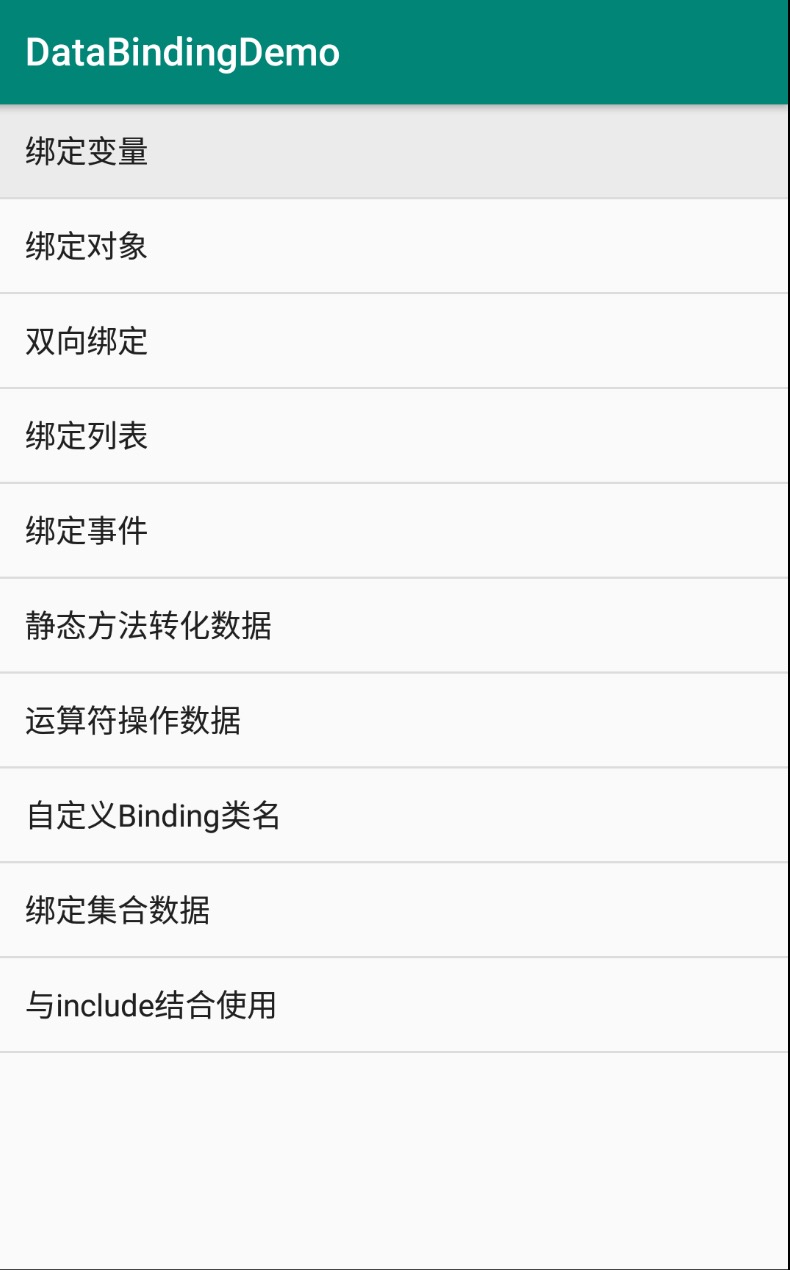 DataBindingDemo
绑定变量
绑定对象
双向绑定
绑定列表
绑定事件
静态方法转化数据
运算符操作数据
自定义Binding类名
绑定集合数据
与include结合使用